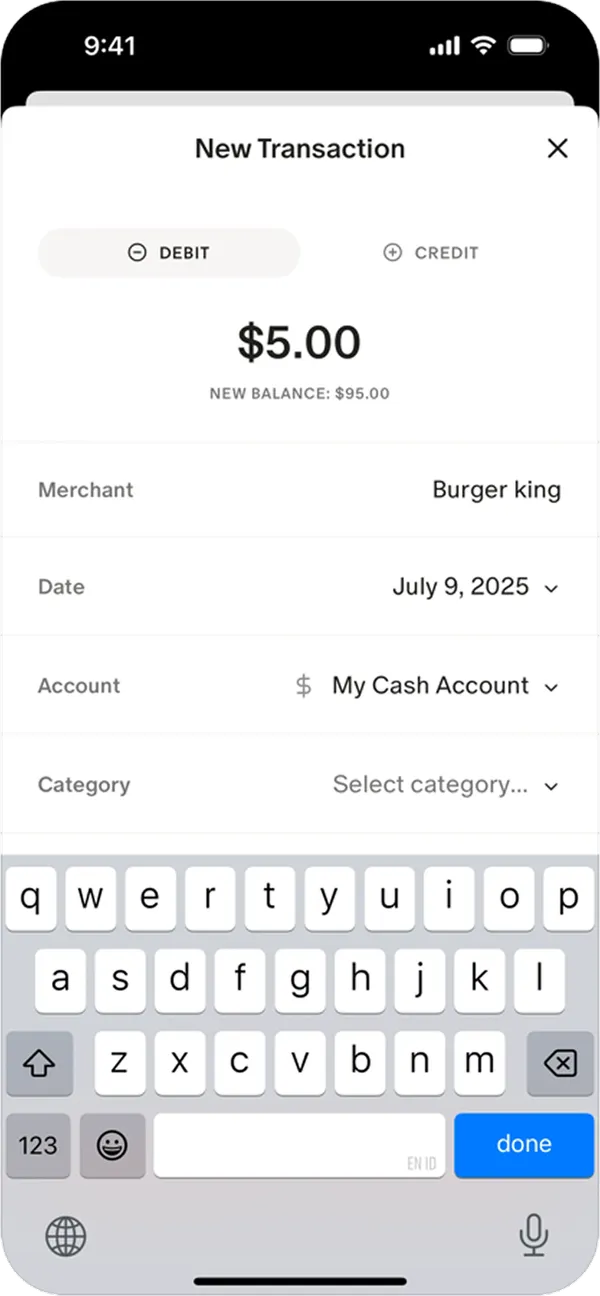 9:41
New Transaction
DEBIT
CREDIT
$5.00
NEW BALANCE: $95.00
Merchant Burger king
Date July 9, 2025
Account $ My Cash Account
Category Select category...
q w e r t y u i o p
a s d f g h j k l
z x c v b n m
123 EN ID done